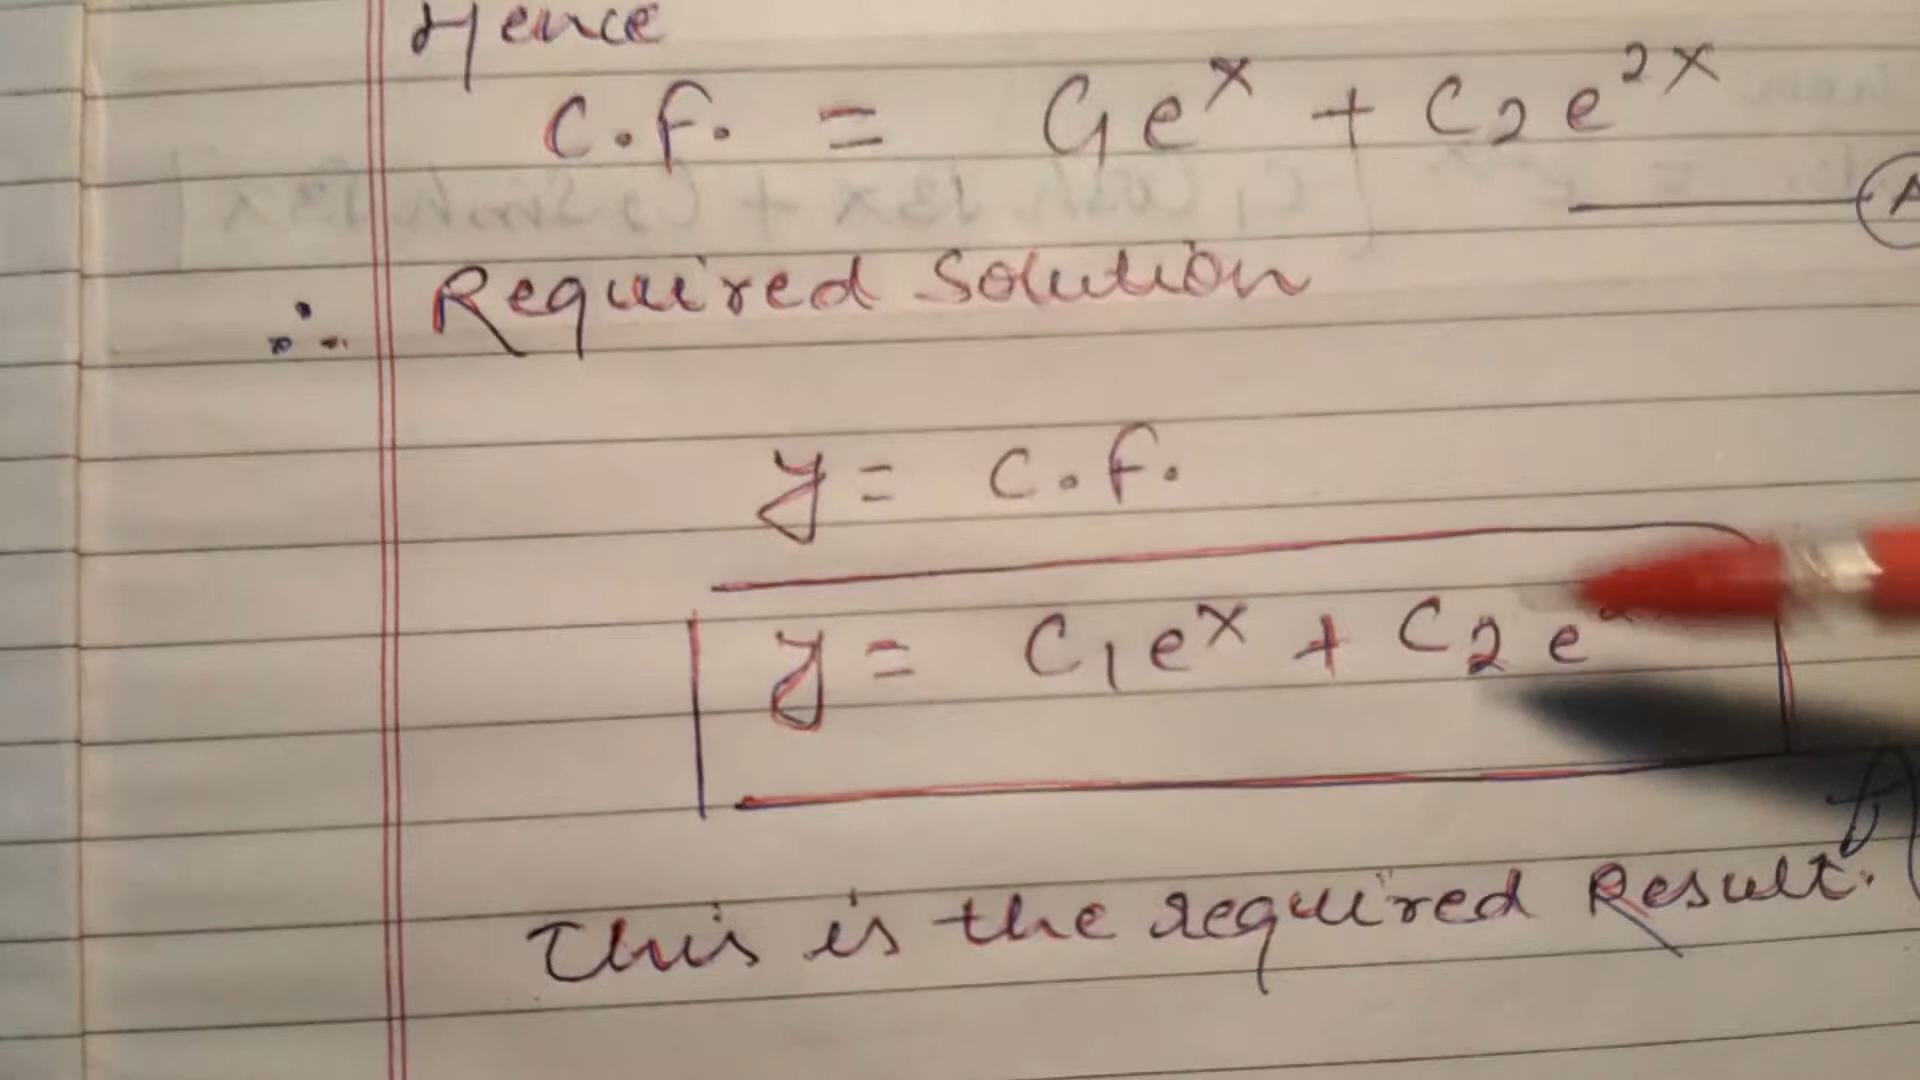 Hence
C.F. = C1e^x + C2e^2x
A
∴ Required Solution
y = C.F.
y = C1e^x + C2e
This is the required Result.